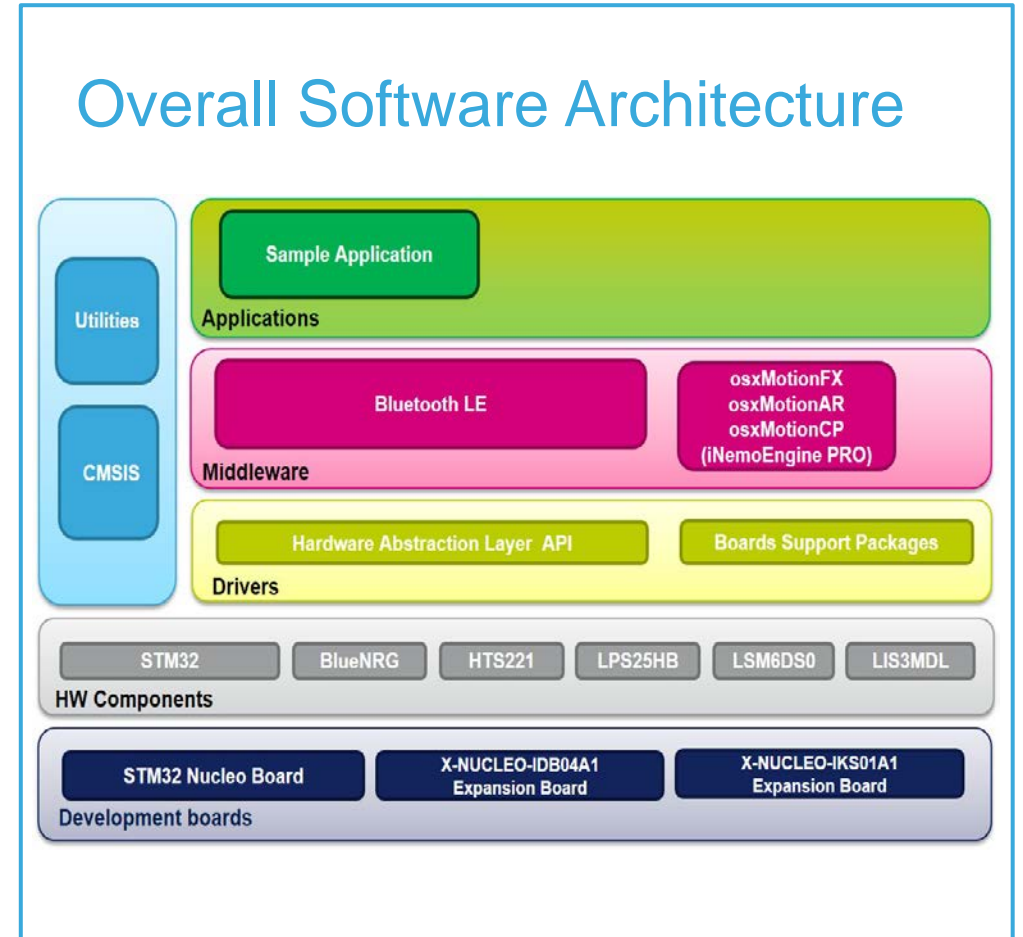 Overall Software Architecture
Utilities
CMSIS
Sample Application
Applications
Bluetooth LE
osxMotionFX
osxMotionAR
osxMotionCP
(iNemoEngine PRO)
Middleware
Hardware Abstraction Layer API
Boards Support Packages
Drivers
STM32
BlueNRG
HTS221
LPS25HB
LSM6DS0
LIS3MDL
HW Components
STM32 Nucleo Board
X-NUCLEO-IDB04A1
Expansion Board
X-NUCLEO-IKS01A1
Expansion Board
Development boards